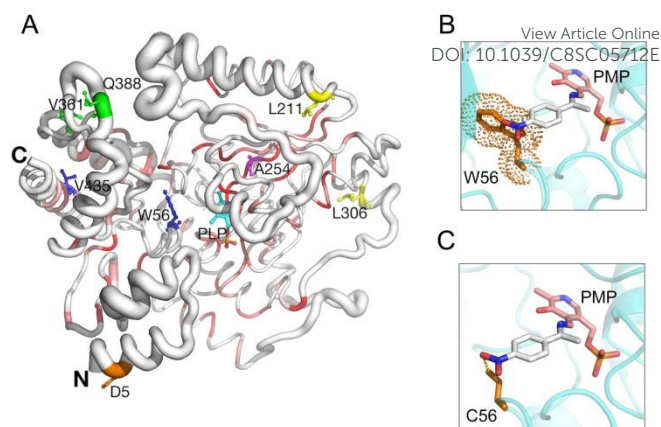 A
B
View Article Online
DOI: 10.1039/C8SC05712E
Q388
V361
L211
PMP
C
A254
V435
W56
W56
L306
PLP
C
PMP
N
D5
C56